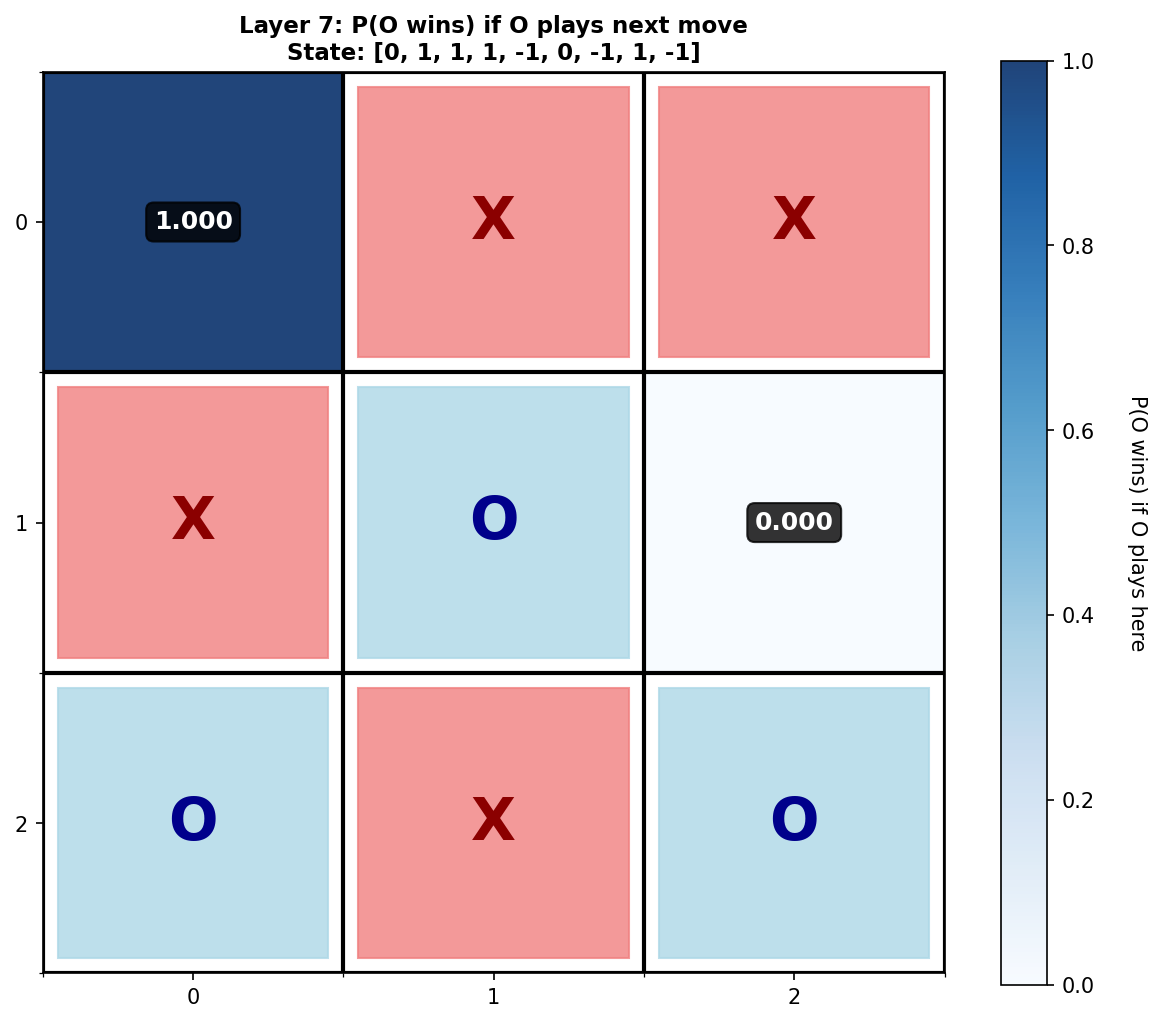 Layer 7: P(O wins) if O plays next move
State: [0, 1, 1, 1, -1, 0, -1, 1, -1]
0
1.000
X
X
1
X
O
0.000
2
O
X
O
0
1
2
1.0
0.8
0.6
0.4
0.2
0.0
P(O wins) if O plays here